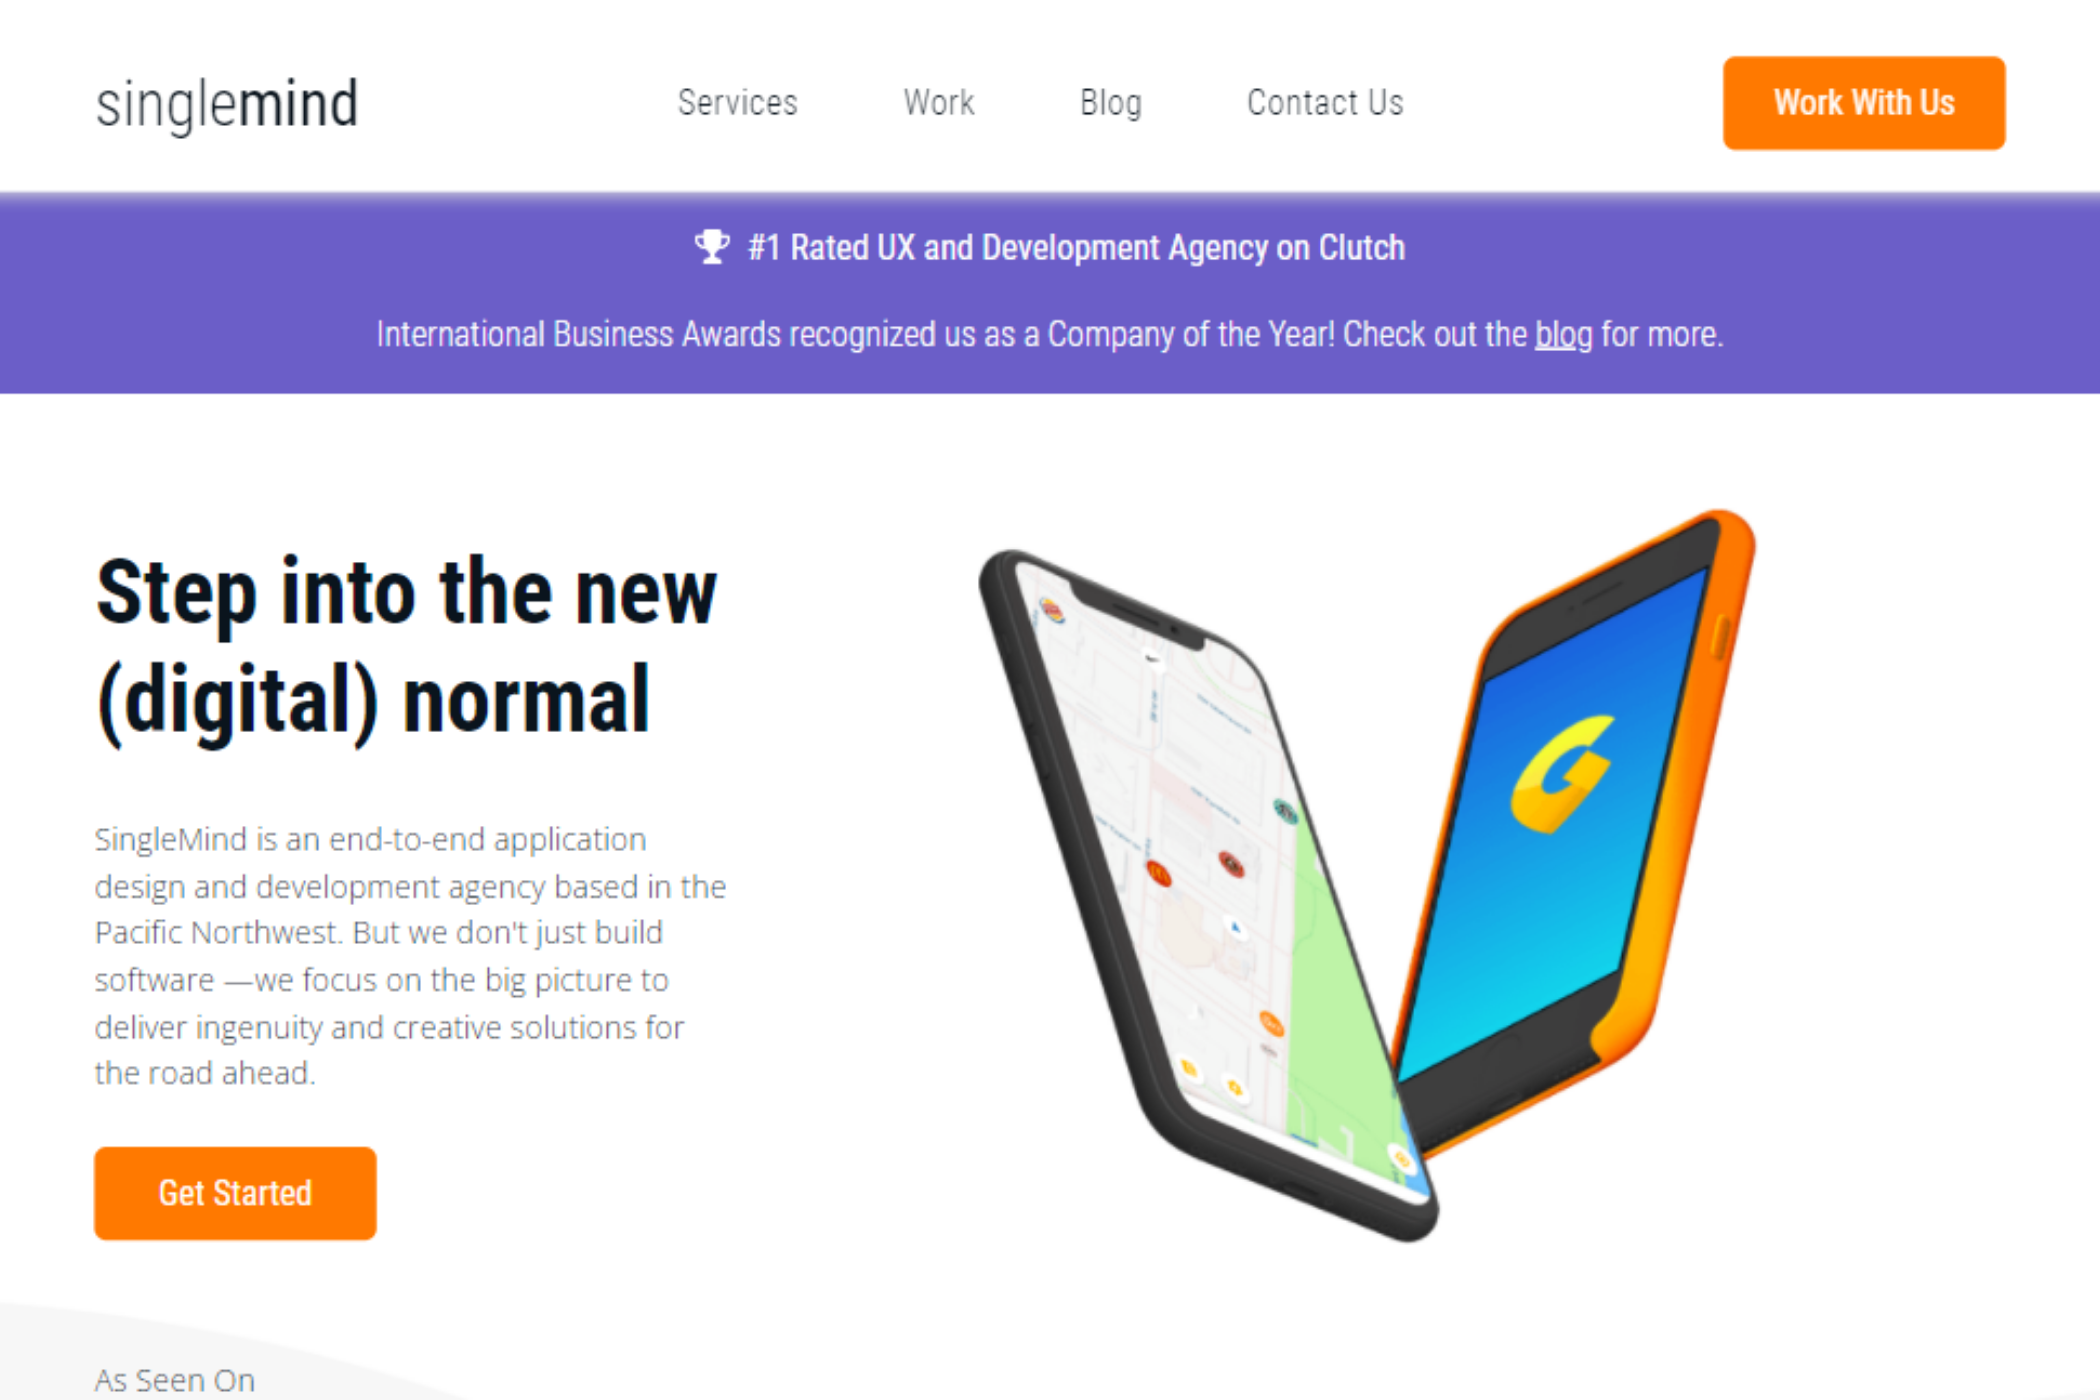 singlemind
Services
Work
Blog
Contact Us
Work With Us
#1 Rated UX and Development Agency on Clutch
International Business Awards recognized us as a Company of the Year! Check out the blog for more.
Step into the new
(digital) normal
SingleMind is an end-to-end application
design and development agency based in the
Pacific Northwest. But we don't just build
software —we focus on the big picture to
deliver ingenuity and creative solutions for
the road ahead.
G
Get Started
As Seen On